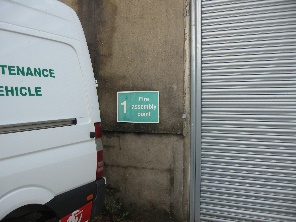 TENANCE
EHICLE
1
Fire
assembly
point